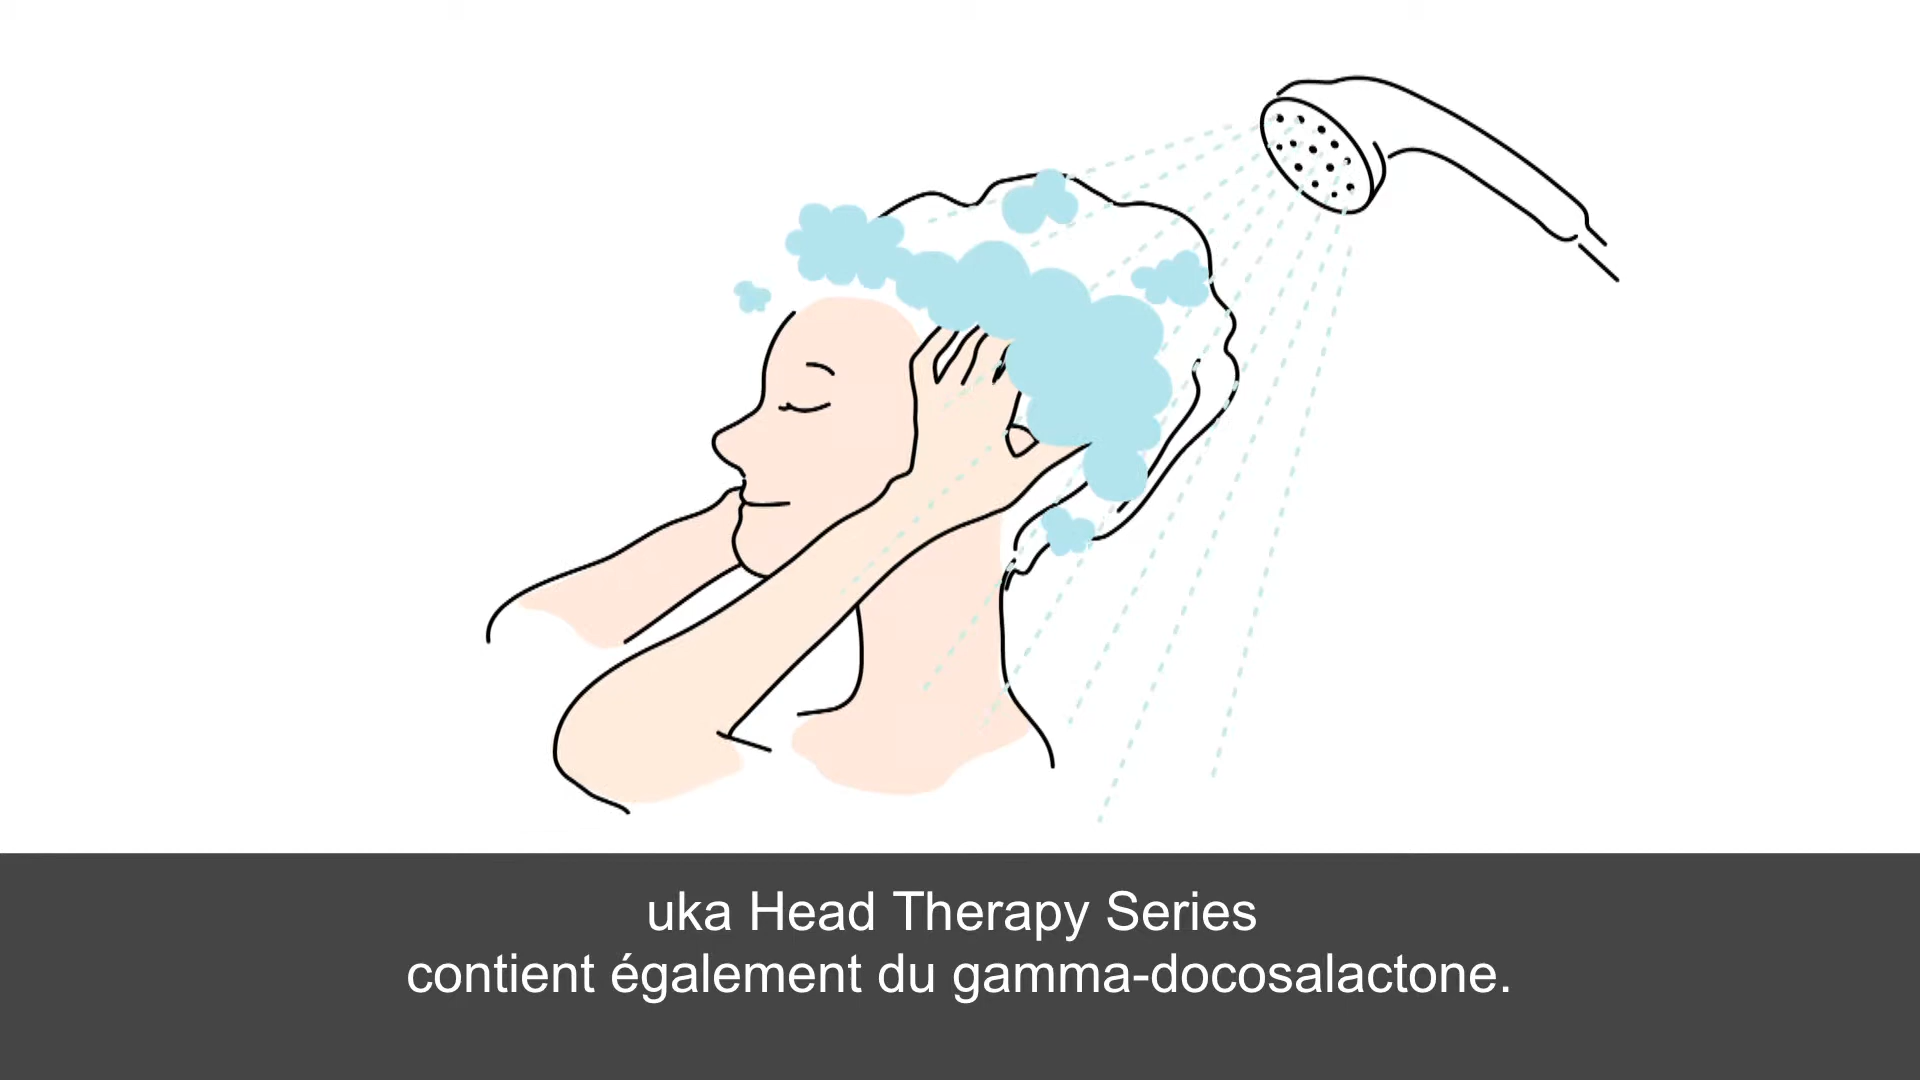 uka Head Therapy Series
contient également du gamma-docosalactone.